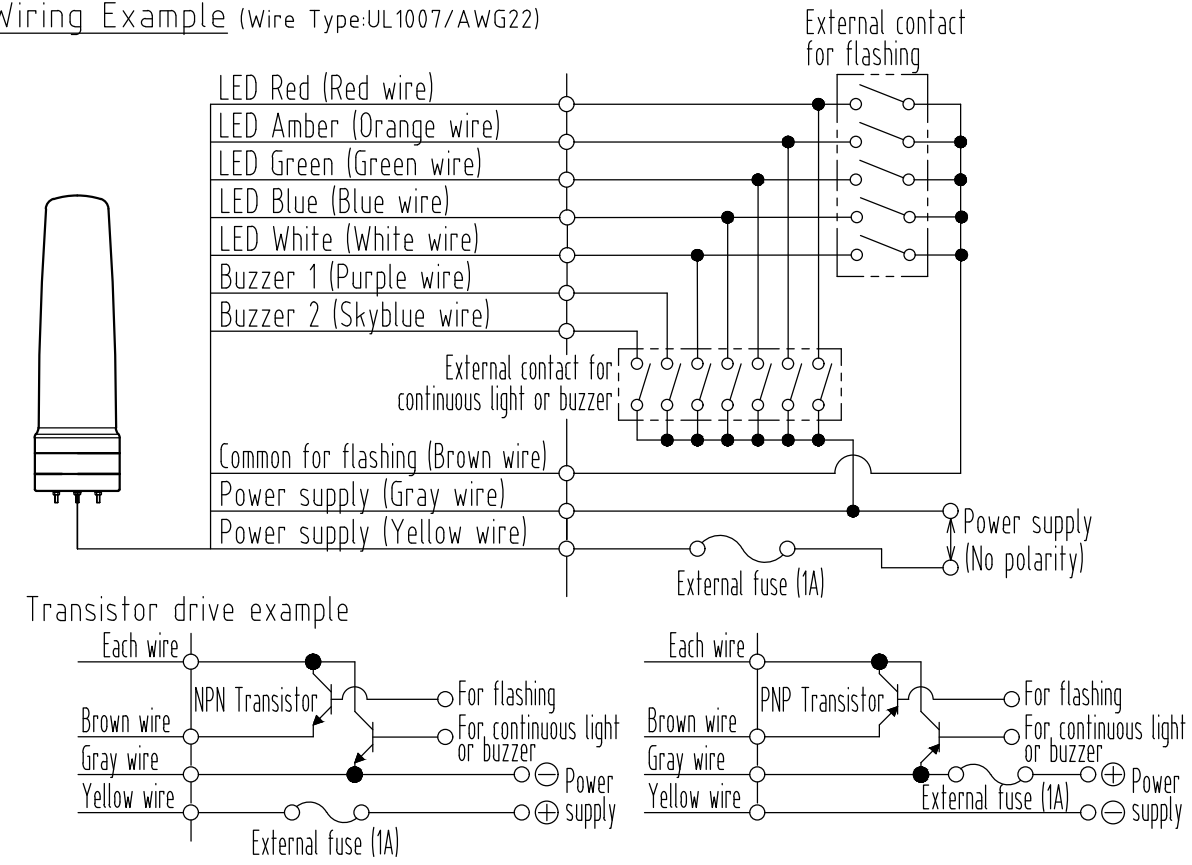 Wiring Example (Wire Type:UL1007/AWG22)
External contact
for flashing
LED Red (Red wire)
LED Amber (Orange wire)
LED Green (Green wire)
LED Blue (Blue wire)
LED White (White wire)
Buzzer 1 (Purple wire)
Buzzer 2 (Skyblue wire)
External contact for
continuous light or buzzer
Common for flashing (Brown wire)
Power supply (Gray wire)
Power supply (Yellow wire)
Power supply
(No polarity)
External fuse (1A)
Transistor drive example
Each wire
NPN Transistor
For flashing
Brown wire
For continuous light
or buzzer
Gray wire
⊖ Power
Yellow wire
⊕ supply
External fuse (1A)
Each wire
PNP Transistor
For flashing
Brown wire
For continuous light
or buzzer
Gray wire
⊕ Power
External fuse (1A)
Yellow wire
⊖ supply